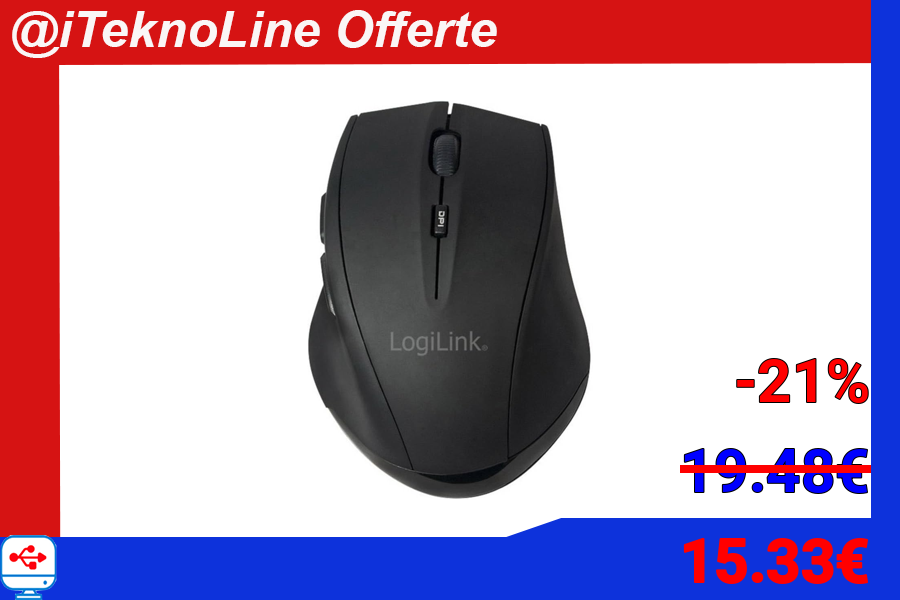 @iTeknoLine Offerte
DPI
LogiLink®
-21%
19.48€
15.33€